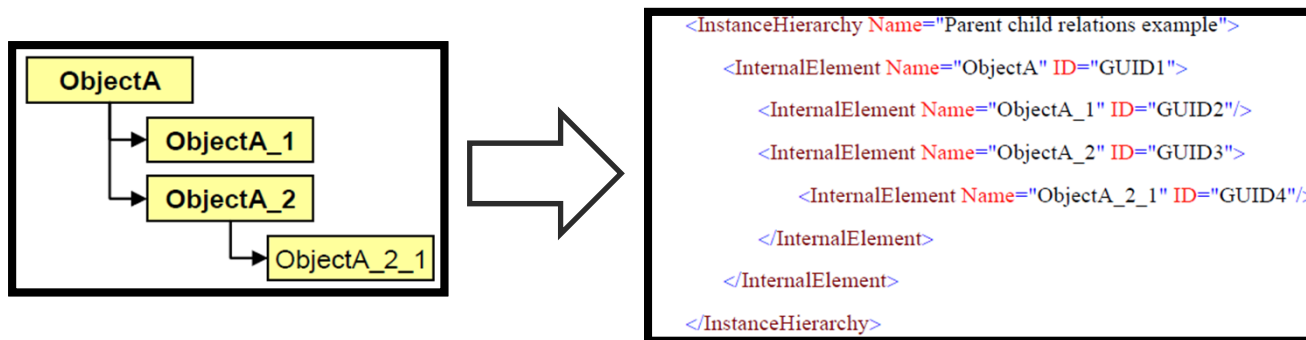 ObjectA
ObjectA_1
ObjectA_2
ObjectA_2_1
<InstanceHierarchy Name="Parent child relations example">
<InternalElement Name="ObjectA" ID="GUID1">
<InternalElement Name="ObjectA_1" ID="GUID2"/>
<InternalElement Name="ObjectA_2" ID="GUID3">
<InternalElement Name="ObjectA_2_1" ID="GUID4"/>
</InternalElement>
</InternalElement>
</InstanceHierarchy>